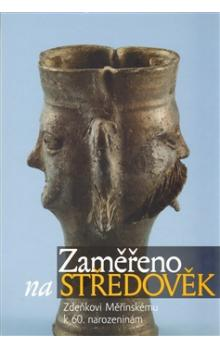 Zaměřeno
na STŘEDOVĚK
Zdeňkovi Měřínskému
k 60. narozeninám